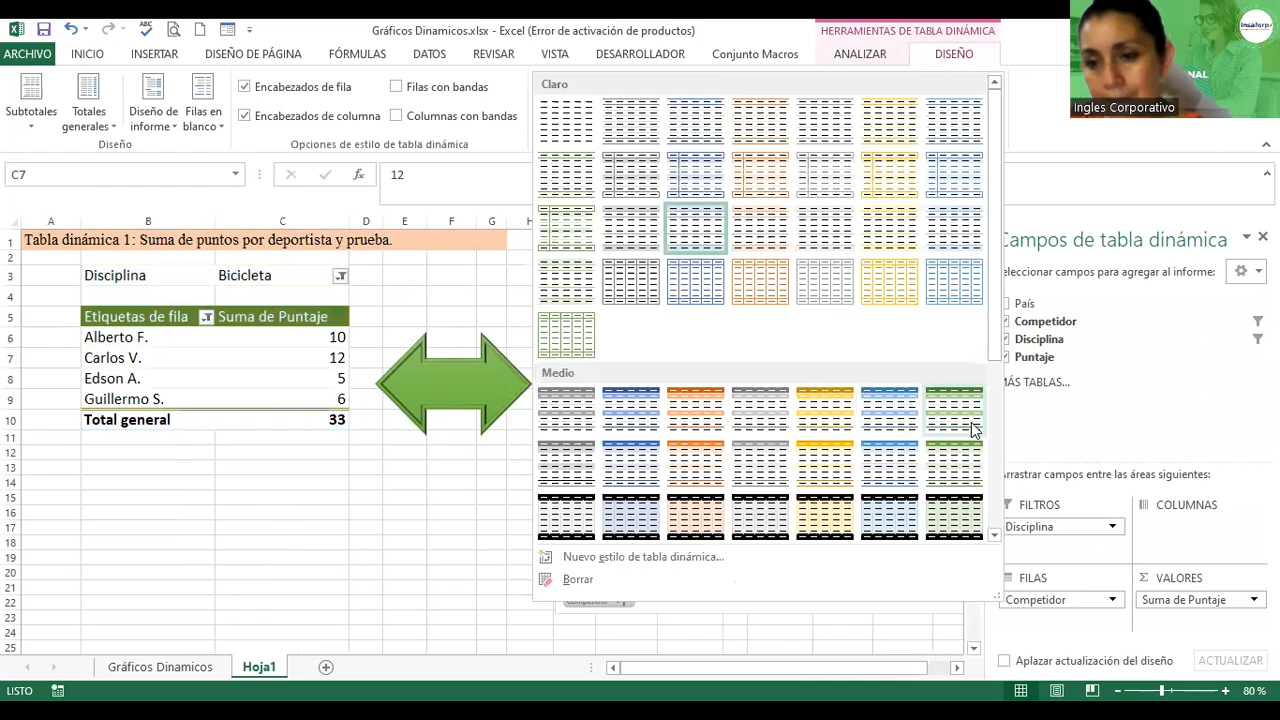 Gráficos Dinamicos.xlsx - Excel (Error de activación de productos)
HERRAMIENTAS DE TABLA DINÁMICA
Insaforp
NAL
Ingles Corporativo
ARCHIVO INICIO INSERTAR DISEÑO DE PÁGINA FÓRMULAS DATOS REVISAR VISTA DESARROLLADOR Conjunto Macros ANALIZAR DISEÑO
Subtotales
Totales generales
Diseño de informe
Filas en blanco
Diseño
Encabezados de fila
Filas con bandas
Encabezados de columna
Columnas con bandas
Opciones de estilo de tabla dinámica
C7
fx
12
A B C D E F G H
1 Tabla dinámica 1: Suma de puntos por deportista y prueba.
2
3 Disciplina Bicicleta
4
5 Etiquetas de fila Suma de Puntaje
6 Alberto F. 10
7 Carlos V. 12
8 Edson A. 5
9 Guillermo S. 6
10 Total general 33
11
12
13
14
15
16
17
18
19
20
21
22
23
24
25
Claro
Medio
Nuevo estilo de tabla dinámica...
Borrar
Competidor
Campos de tabla dinámica
eleccionar campos para agregar al informe:
País
Competidor
Disciplina
Puntaje
MÁS TABLAS...
Arrastrar campos entre las áreas siguientes:
FILTROS
COLUMNAS
Disciplina
FILAS
Σ VALORES
Competidor
Suma de Puntaje
Aplazar actualización del diseño
ACTUALIZAR
Gráficos Dinamicos
Hoja1
LISTO
80 %